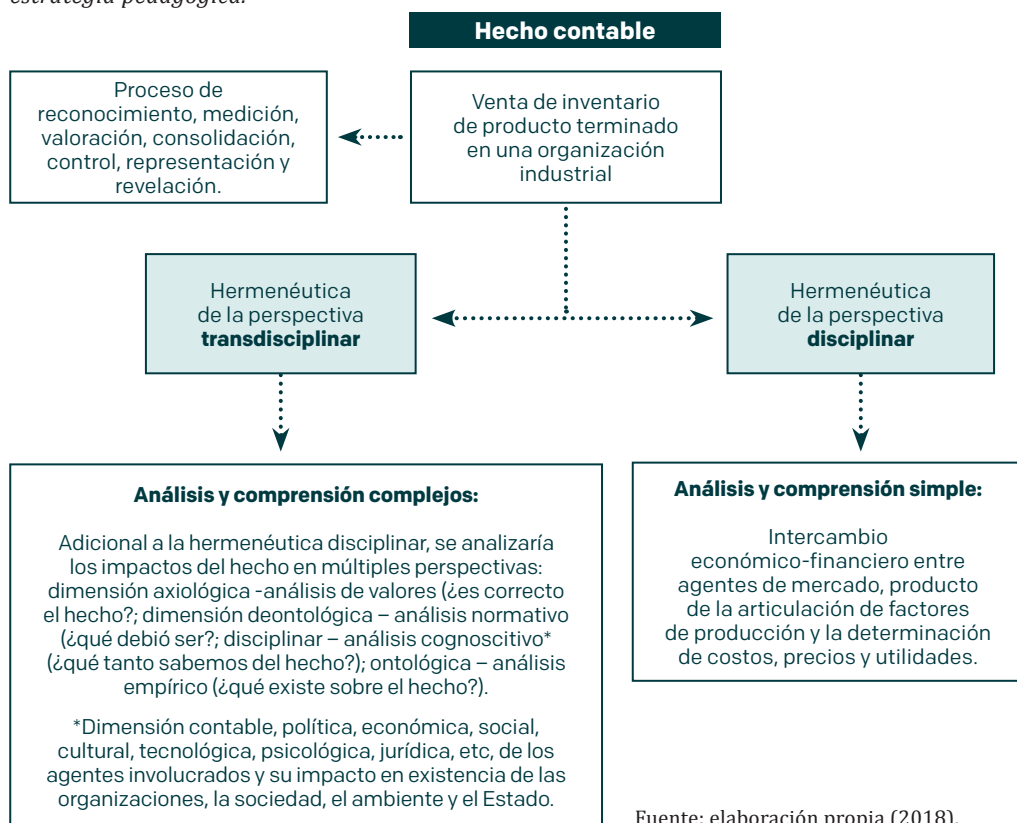 estrategia pedagógica.
Hecho contable
Proceso de
reconocimiento, medición,
valoración, consolidación,
control, representación y
revelación.
Venta de inventario
de producto terminado
en una organización
industrial
Hermenéutica
de la perspectiva
transdisciplinar
Hermenéutica
de la perspectiva
disciplinar
Análisis y comprensión complejos:
Adicional a la hermenéutica disciplinar, se analizaría
los impactos del hecho en múltiples perspectivas:
dimensión axiológica -análisis de valores (¿es correcto
el hecho?; dimensión deontológica – análisis normativo
(¿qué debió ser?; disciplinar – análisis cognoscitivo*
(¿qué tanto sabemos del hecho?); ontológica – análisis
empírico (¿qué existe sobre el hecho?).
*Dimensión contable, política, económica, social,
cultural, tecnológica, psicológica, jurídica, etc, de los
agentes involucrados y su impacto en existencia de las
organizaciones, la sociedad, el ambiente y el Estado.
Análisis y comprensión simple:
Intercambio
económico-financiero entre
agentes de mercado, producto
de la articulación de factores
de producción y la determinación
de costos, precios y utilidades.
Fuente: elaboración propia (2018).